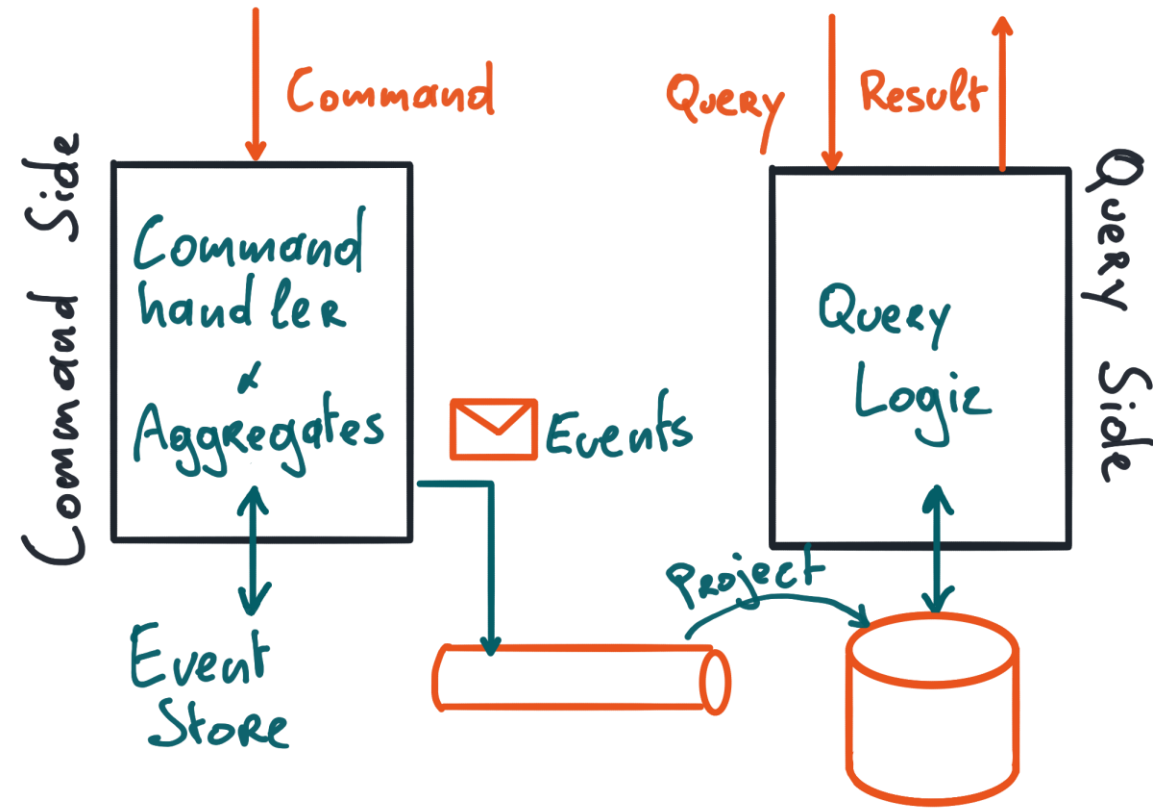 Command
Query
Result
Command Side
Command
handler
&
Aggregates
Events
Event
Store
Query
Logic
Query Side
Project